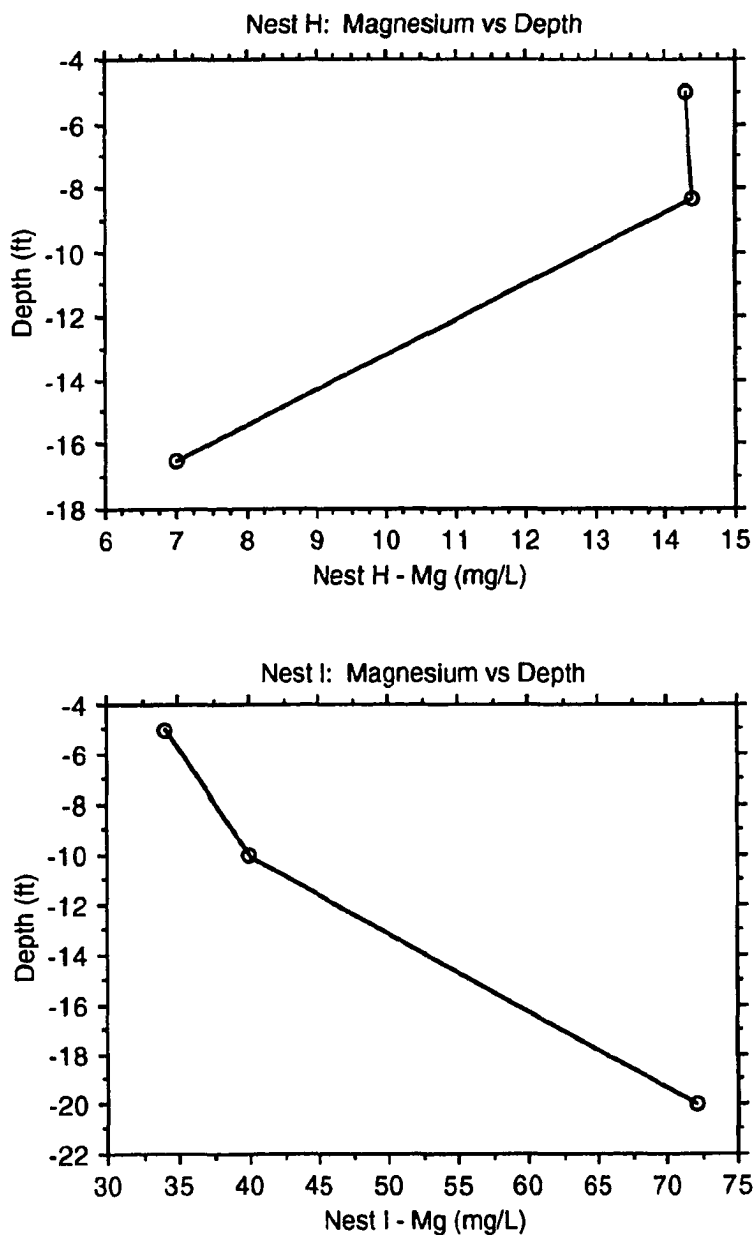 Nest H: Magnesium vs Depth
-4
-6
-8
-10
-12
-14
-16
-18
Depth (ft)
6 7 8 9 10 11 12 13 14 15
Nest H - Mg (mg/L)
Nest I: Magnesium vs Depth
-4
-6
-8
-10
-12
-14
-16
-18
-20
-22
Depth (ft)
30 35 40 45 50 55 60 65 70 75
Nest I - Mg (mg/L)